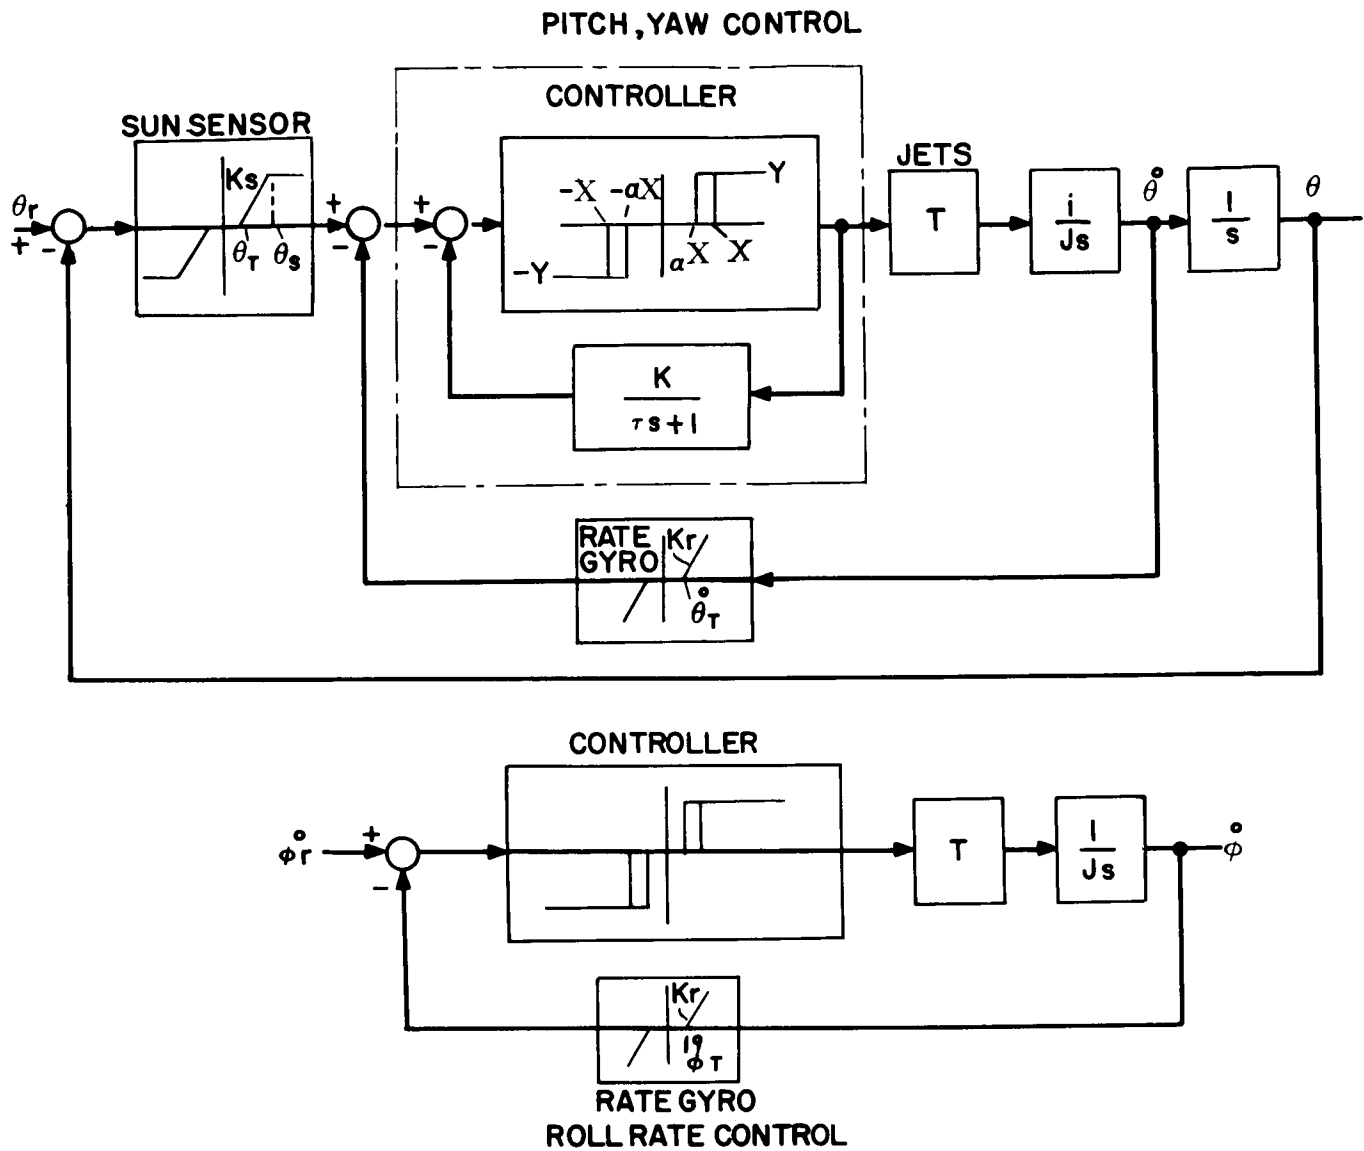 PITCH, YAW CONTROL
CONTROLLER
SUN SENSOR
JETS
θr
+
-
Ks
θT
θs
+
-
+
-
-X
-aX
Y
-Y
aX
X
T
i
Js
θ̊
1
s
θ
K
τs+1
RATE
GYRO
Kr
θ̊T
CONTROLLER
φ̊r
+
-
T
1
Js
φ̊
Kr
φ̊T
RATE GYRO
ROLL RATE CONTROL